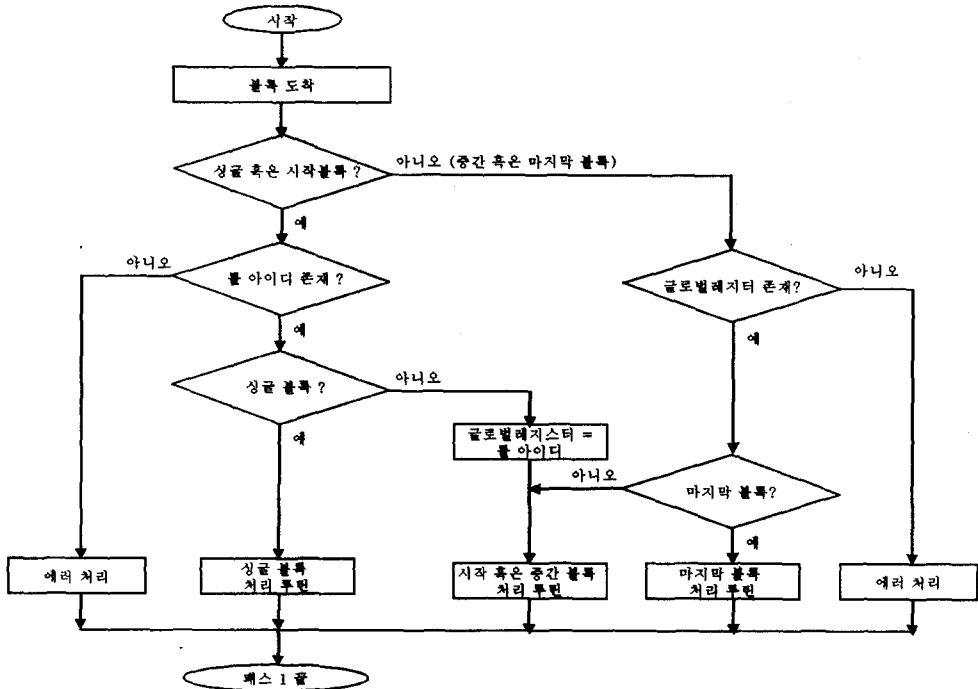 시작
블록 도착
싱글 혹은 시작블록 ?
아니오 (중간 혹은 마지막 블록)
예
아니오
룰 아이디 존재 ?
글로벌레지터 존재?
아니오
예
예
싱글 블록 ?
아니오
예
글로벌레지스터 =
룰 아이디
아니오
마지막 블록?
예
에러 처리
싱글 블록
처리 루틴
시작 혹은 중간 블록
처리 루틴
마지막 블록
처리 루틴
에러 처리
패스 1 끝